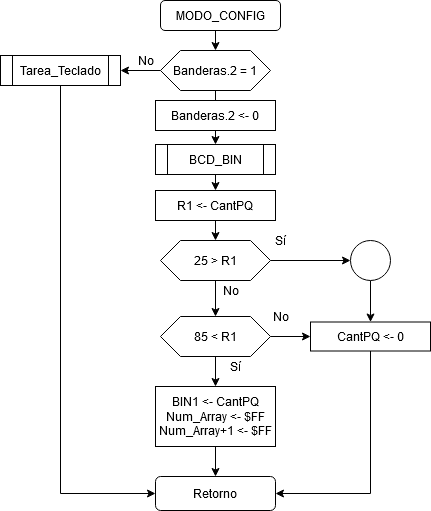 MODO_CONFIG
No
Tarea_Teclado
Banderas.2 = 1
Banderas.2 <- 0
BCD_BIN
R1 <- CantPQ
Sí
25 > R1
No
No
85 < R1
CantPQ <- 0
Sí
BIN1 <- CantPQ
Num_Array <- $FF
Num_Array+1 <- $FF
Retorno